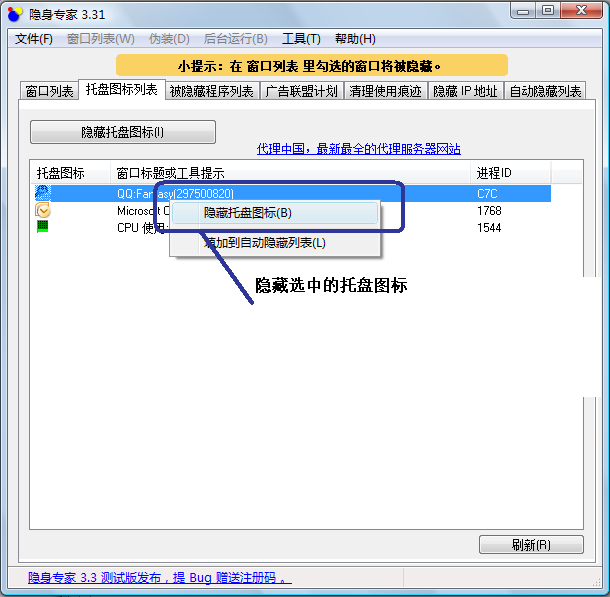 隐身专家 3.31
文件(F) 窗口列表(W) 伪装(D) 后台运行(B) 工具(T) 帮助(H)
小提示：在 窗口列表 里勾选的窗口将被隐藏。
窗口列表 托盘图标列表 被隐藏程序列表 广告联盟计划 清理使用痕迹 隐藏 IP 地址 自动隐藏列表
隐藏托盘图标(I)
代理中国，最新最全的代理服务器网站
托盘图标 窗口标题或工具提示 进程ID
QQ:Fantasy(297500820) C7C
Microsoft 1768
CPU 使用: 1544
隐藏托盘图标(B)
添加到自动隐藏列表(L)
隐藏选中的托盘图标
刷新(R)
隐身专家 3.3 测试版发布，提 Bug 赠送注册码 。